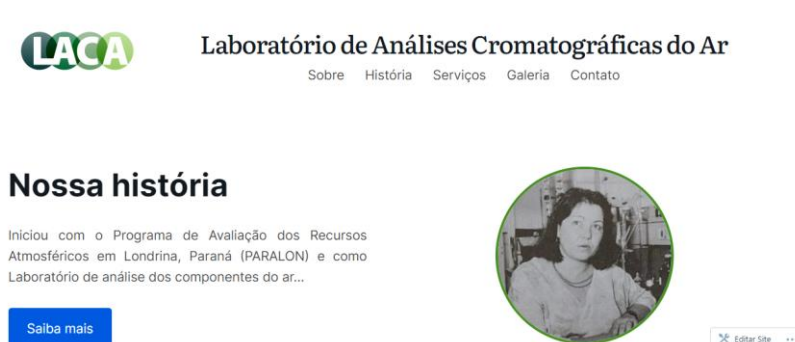 LACA
Laboratório de Análises Cromatográficas do Ar
Sobre História Serviços Galeria Contato
Nossa história
Iniciou com o Programa de Avaliação dos Recursos
Atmosféricos em Londrina, Paraná (PARALON) e como
Laboratório de análise dos componentes do ar...
Saiba mais
Editar Site